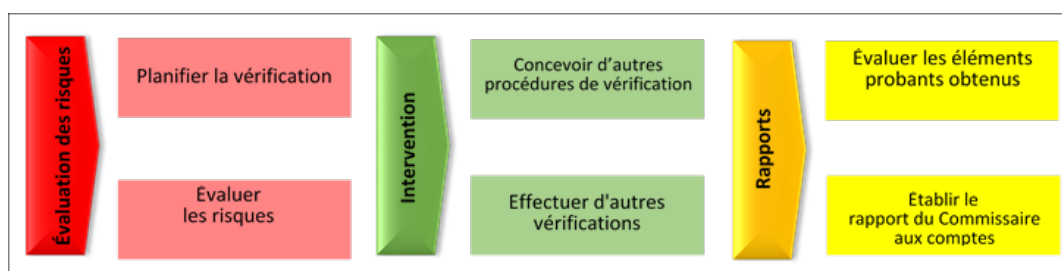 Évaluation des risques
Planifier la vérification
Évaluer
les risques
Intervention
Concevoir d'autres
procédures de vérification
Effectuer d'autres
vérifications
Rapports
Évaluer les éléments
probants obtenus
Établir le
rapport du Commissaire
aux comptes